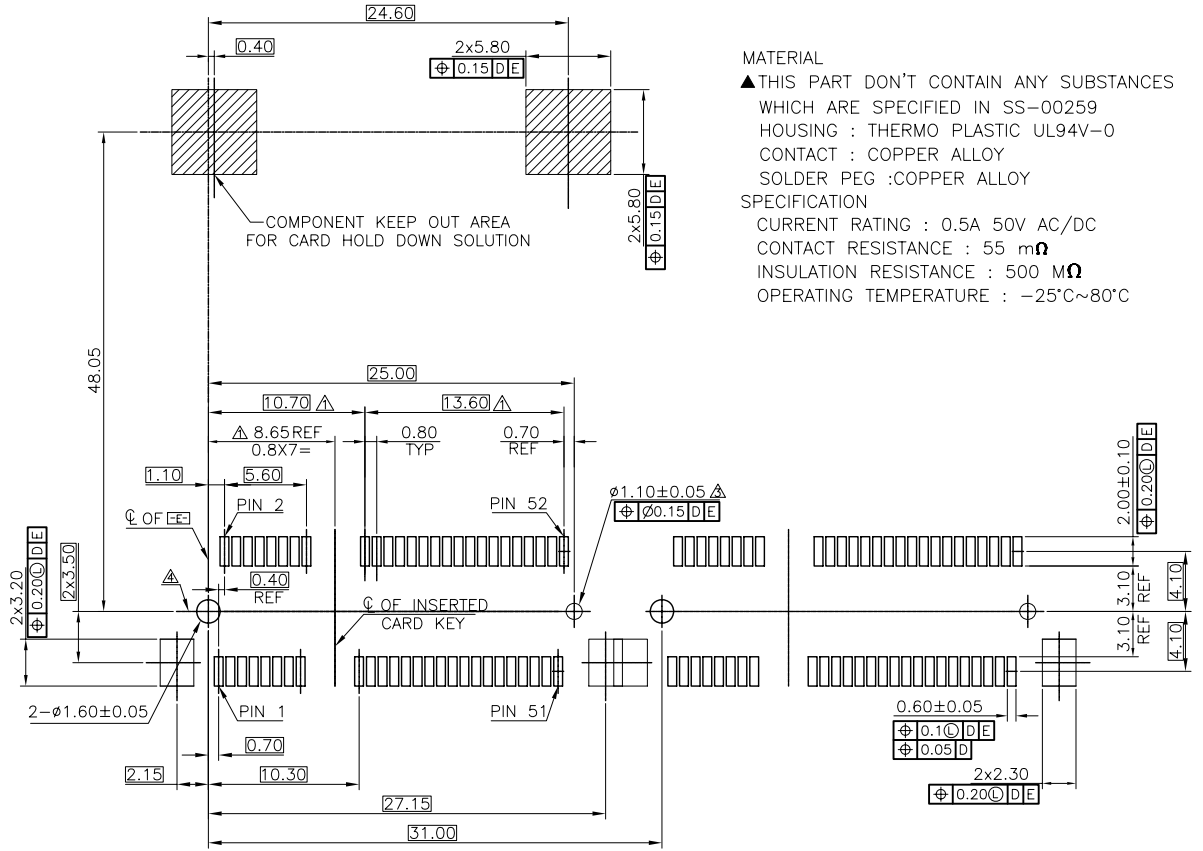 24.60
0.40
2x5.80
⌖ 0.15 D E
2x5.80
⌖ 0.15 D E
COMPONENT KEEP OUT AREA
FOR CARD HOLD DOWN SOLUTION
48.05
MATERIAL
▲THIS PART DON'T CONTAIN ANY SUBSTANCES
WHICH ARE SPECIFIED IN SS-00259
HOUSING : THERMO PLASTIC UL94V-0
CONTACT : COPPER ALLOY
SOLDER PEG :COPPER ALLOY
SPECIFICATION
CURRENT RATING : 0.5A 50V AC/DC
CONTACT RESISTANCE : 55 mΩ
INSULATION RESISTANCE : 500 MΩ
OPERATING TEMPERATURE : -25°C~80°C
25.00
10.70 △1
13.60 △1
△1 8.65REF
0.8X7=
0.80
TYP
0.70
REF
1.10
5.60
PIN 2
PIN 52
℄ OF -E-
ø1.10±0.05 △3
⌖ Ø0.15 D E
2.00±0.10
⌖ 0.20Ⓛ D E
2x3.20
⌖ 0.20Ⓛ D E
2x3.50
△4
0.40
REF
℄ OF INSERTED
CARD KEY
3.10
REF
4.10
3.10
REF
4.10
2-ø1.60±0.05
PIN 1
PIN 51
0.60±0.05
⌖ 0.1Ⓛ D E
⌖ 0.05 D
0.70
2.15
10.30
2x2.30
⌖ 0.20Ⓛ D E
27.15
31.00